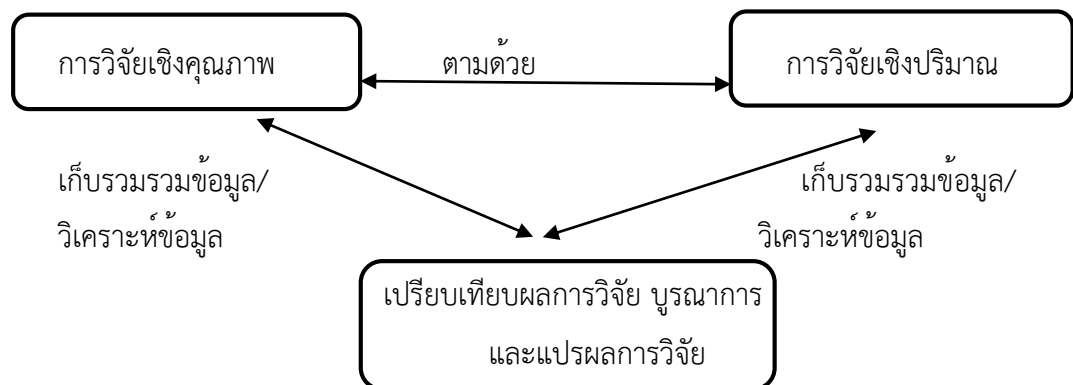 การวิจัยเชิงคุณภาพ
ตามด้วย
การวิจัยเชิงปริมาณ
เก็บรวมรวมข้อมูล/
วิเคราะห์ข้อมูล
เก็บรวมรวมข้อมูล/
วิเคราะห์ข้อมูล
เปรียบเทียบผลการวิจัย บูรณาการ
และแปรผลการวิจัย